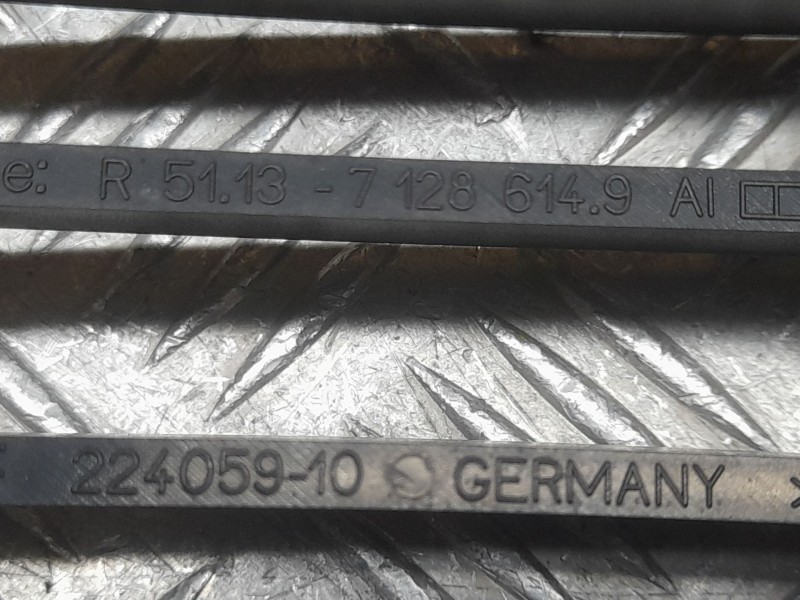 e: R 51.13 - 7 128 614.9 AI
224059-10 GERMANY